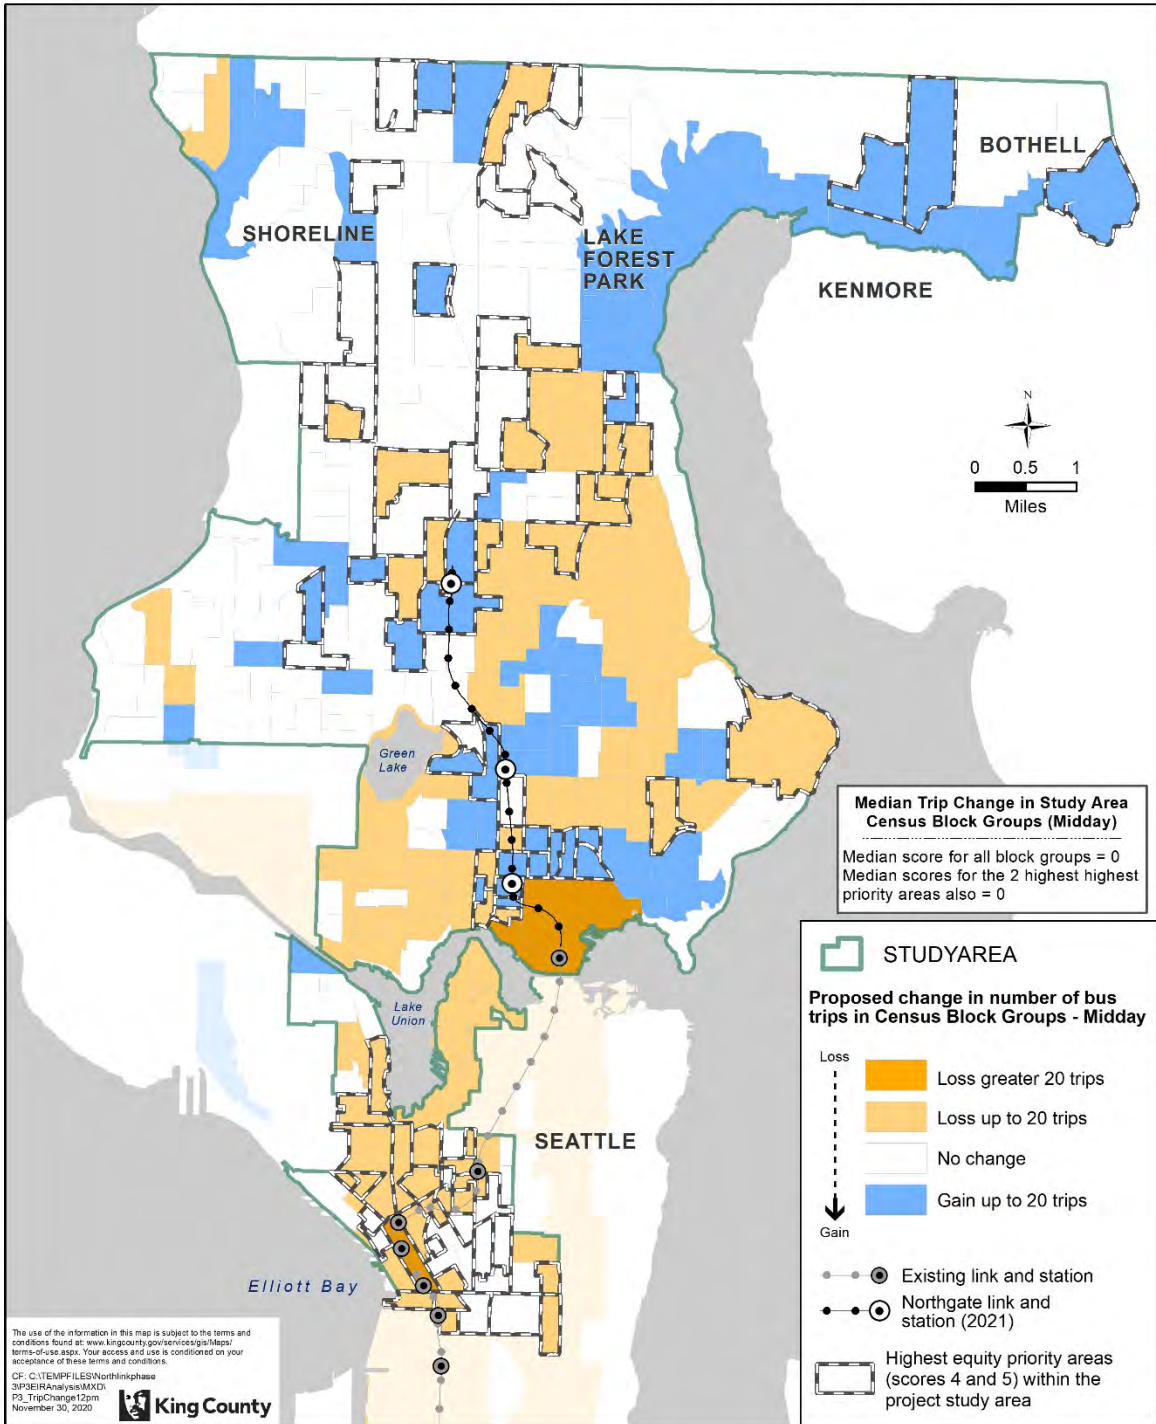 BOTHELL
SHORELINE
LAKE
FOREST
PARK
KENMORE
N
0 0.5 1
Miles
Green
Lake
Median Trip Change in Study Area
Census Block Groups (Midday)
Median score for all block groups = 0
Median scores for the 2 highest highest
priority areas also = 0
Lake
Union
SEATTLE
Elliott Bay
STUDYAREA
Proposed change in number of bus
trips in Census Block Groups - Midday
Loss
Loss greater 20 trips
Loss up to 20 trips
No change
Gain up to 20 trips
Gain
Existing link and station
Northgate link and
station (2021)
Highest equity priority areas
(scores 4 and 5) within the
project study area
The use of the information in this map is subject to the terms and
conditions found at: www.kingcounty.gov/services/gis/Maps/
terms-of-use.aspx. Your access and use is conditioned on your
acceptance of these terms and conditions.
CF: C:\TEMPFILES\Northlinkphase
3\P3EIRAnalysis\MXD\
P3_TripChange12pm
November 30, 2020
King County